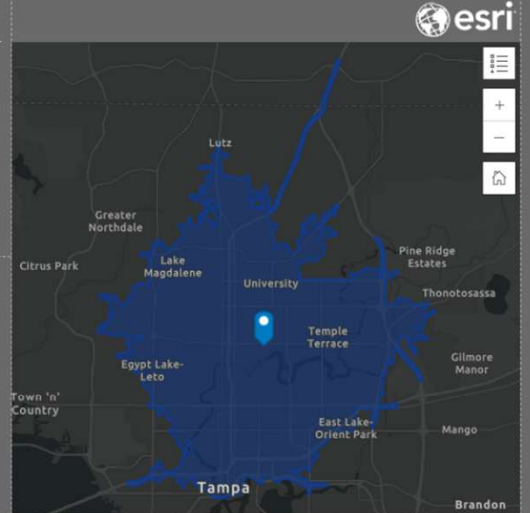 esri
Lutz
Greater
Northdale
Citrus Park
Lake
Magdalene
University
Pine Ridge
Estates
Thonotosassa
Temple
Terrace
Egypt Lake-
Leto
Gilmore
Manor
Town 'n'
Country
East Lake-
Orient Park
Mango
Tampa
Brandon